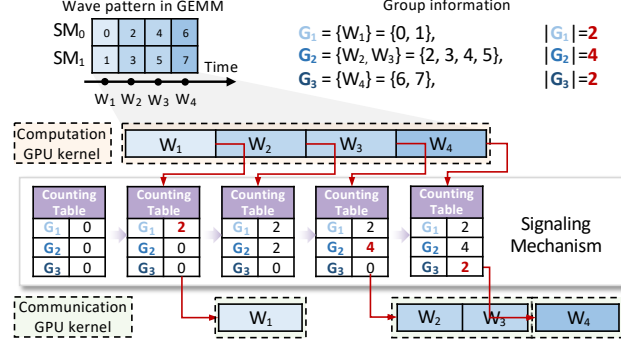 Wave pattern in GEMM
SM0 0 2 4 6
SM1 1 3 5 7
Time
W1 W2 W3 W4
Group information
G1 = {W1} = {0, 1} |G1|=2
G2 = {W2, W3} = {2, 3, 4, 5}, |G2|=4
G3 = {W4} = {6, 7} |G3|=2
Computation
GPU kernel
W1 W2 W3 W4
Counting
Table
G1 0
G2 0
G3 0
Counting
Table
G1 2
G2 0
G3 0
Counting
Table
G1 2
G2 2
G3 0
Counting
Table
G1 2
G2 4
G3 0
Counting
Table
G1 2
G2 4
G3 2
Signaling
Mechanism
Communication
GPU kernel
W1 W2 W3 W4